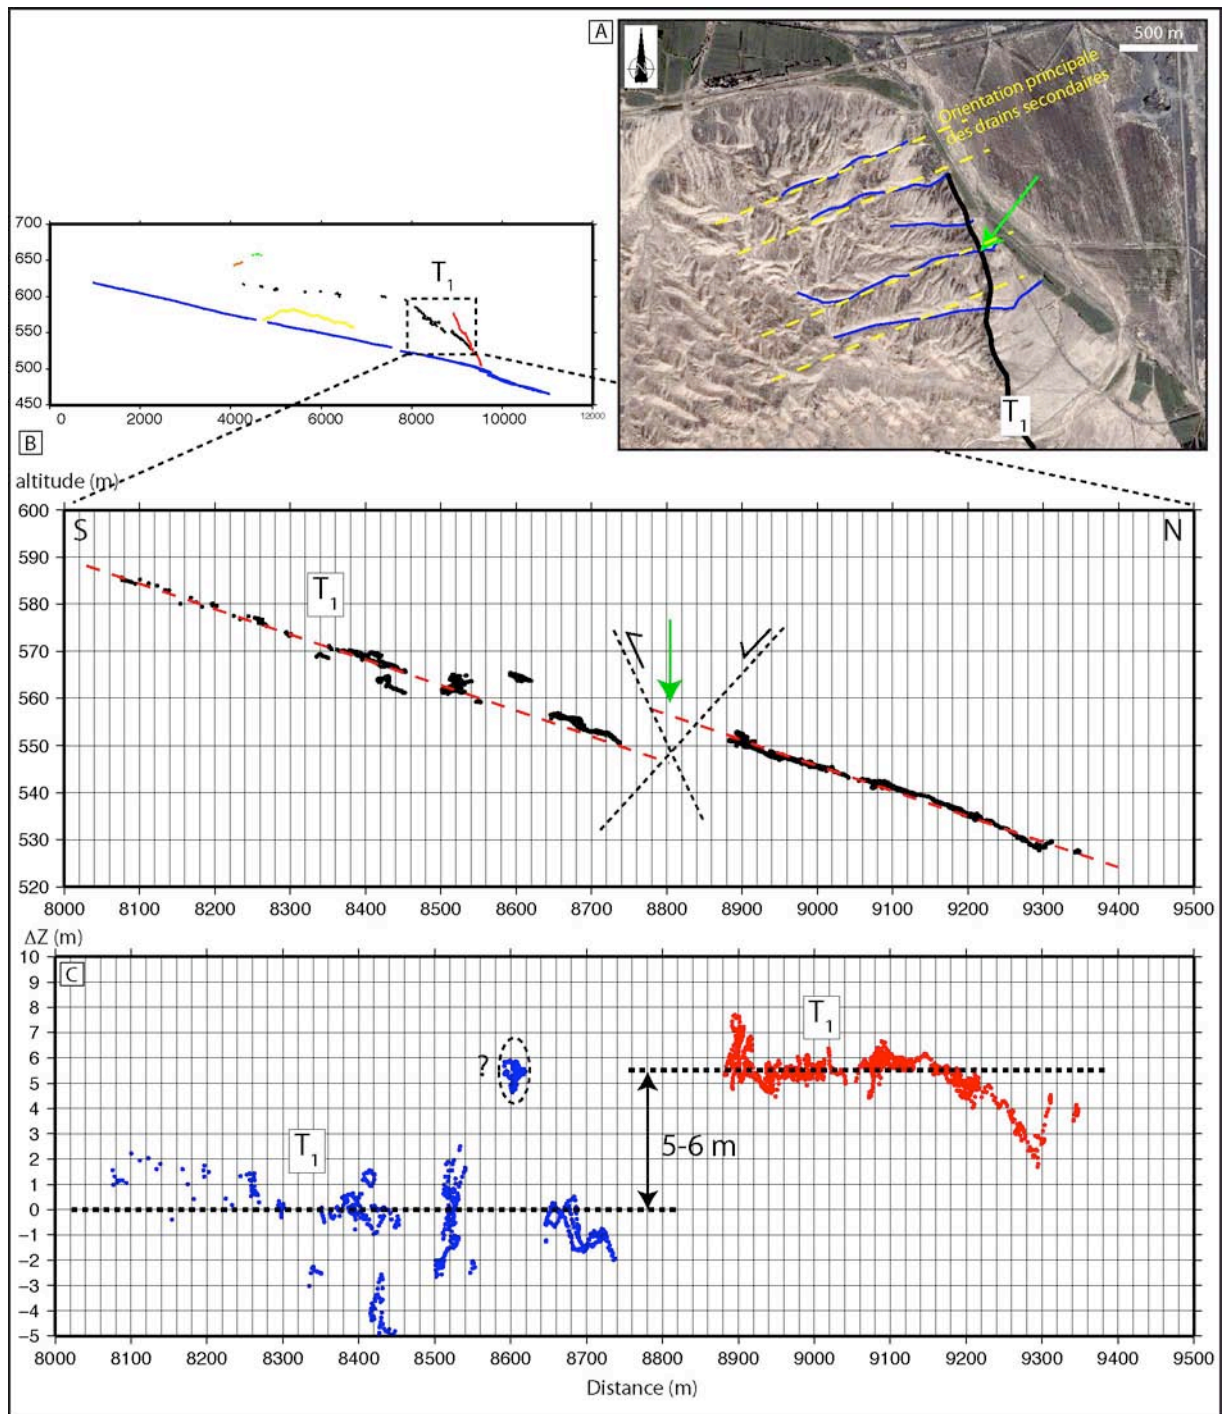 A
500 m
N
Orientation principale
des drains secondaires
T1
700
650
600
550
500
450
T1
0 2000 4000 6000 8000 10000 12000
B
altitude (m)
600
590
580
570
560
550
540
530
520
S
N
T1
8000 8100 8200 8300 8400 8500 8600 8700 8800 8900 9000 9100 9200 9300 9400 9500
ΔZ (m)
C
10
9
8
7
6
5
4
3
2
1
0
−1
−2
−3
−4
−5
T1
?
5-6 m
T1
8000 8100 8200 8300 8400 8500 8600 8700 8800 8900 9000 9100 9200 9300 9400 9500
Distance (m)